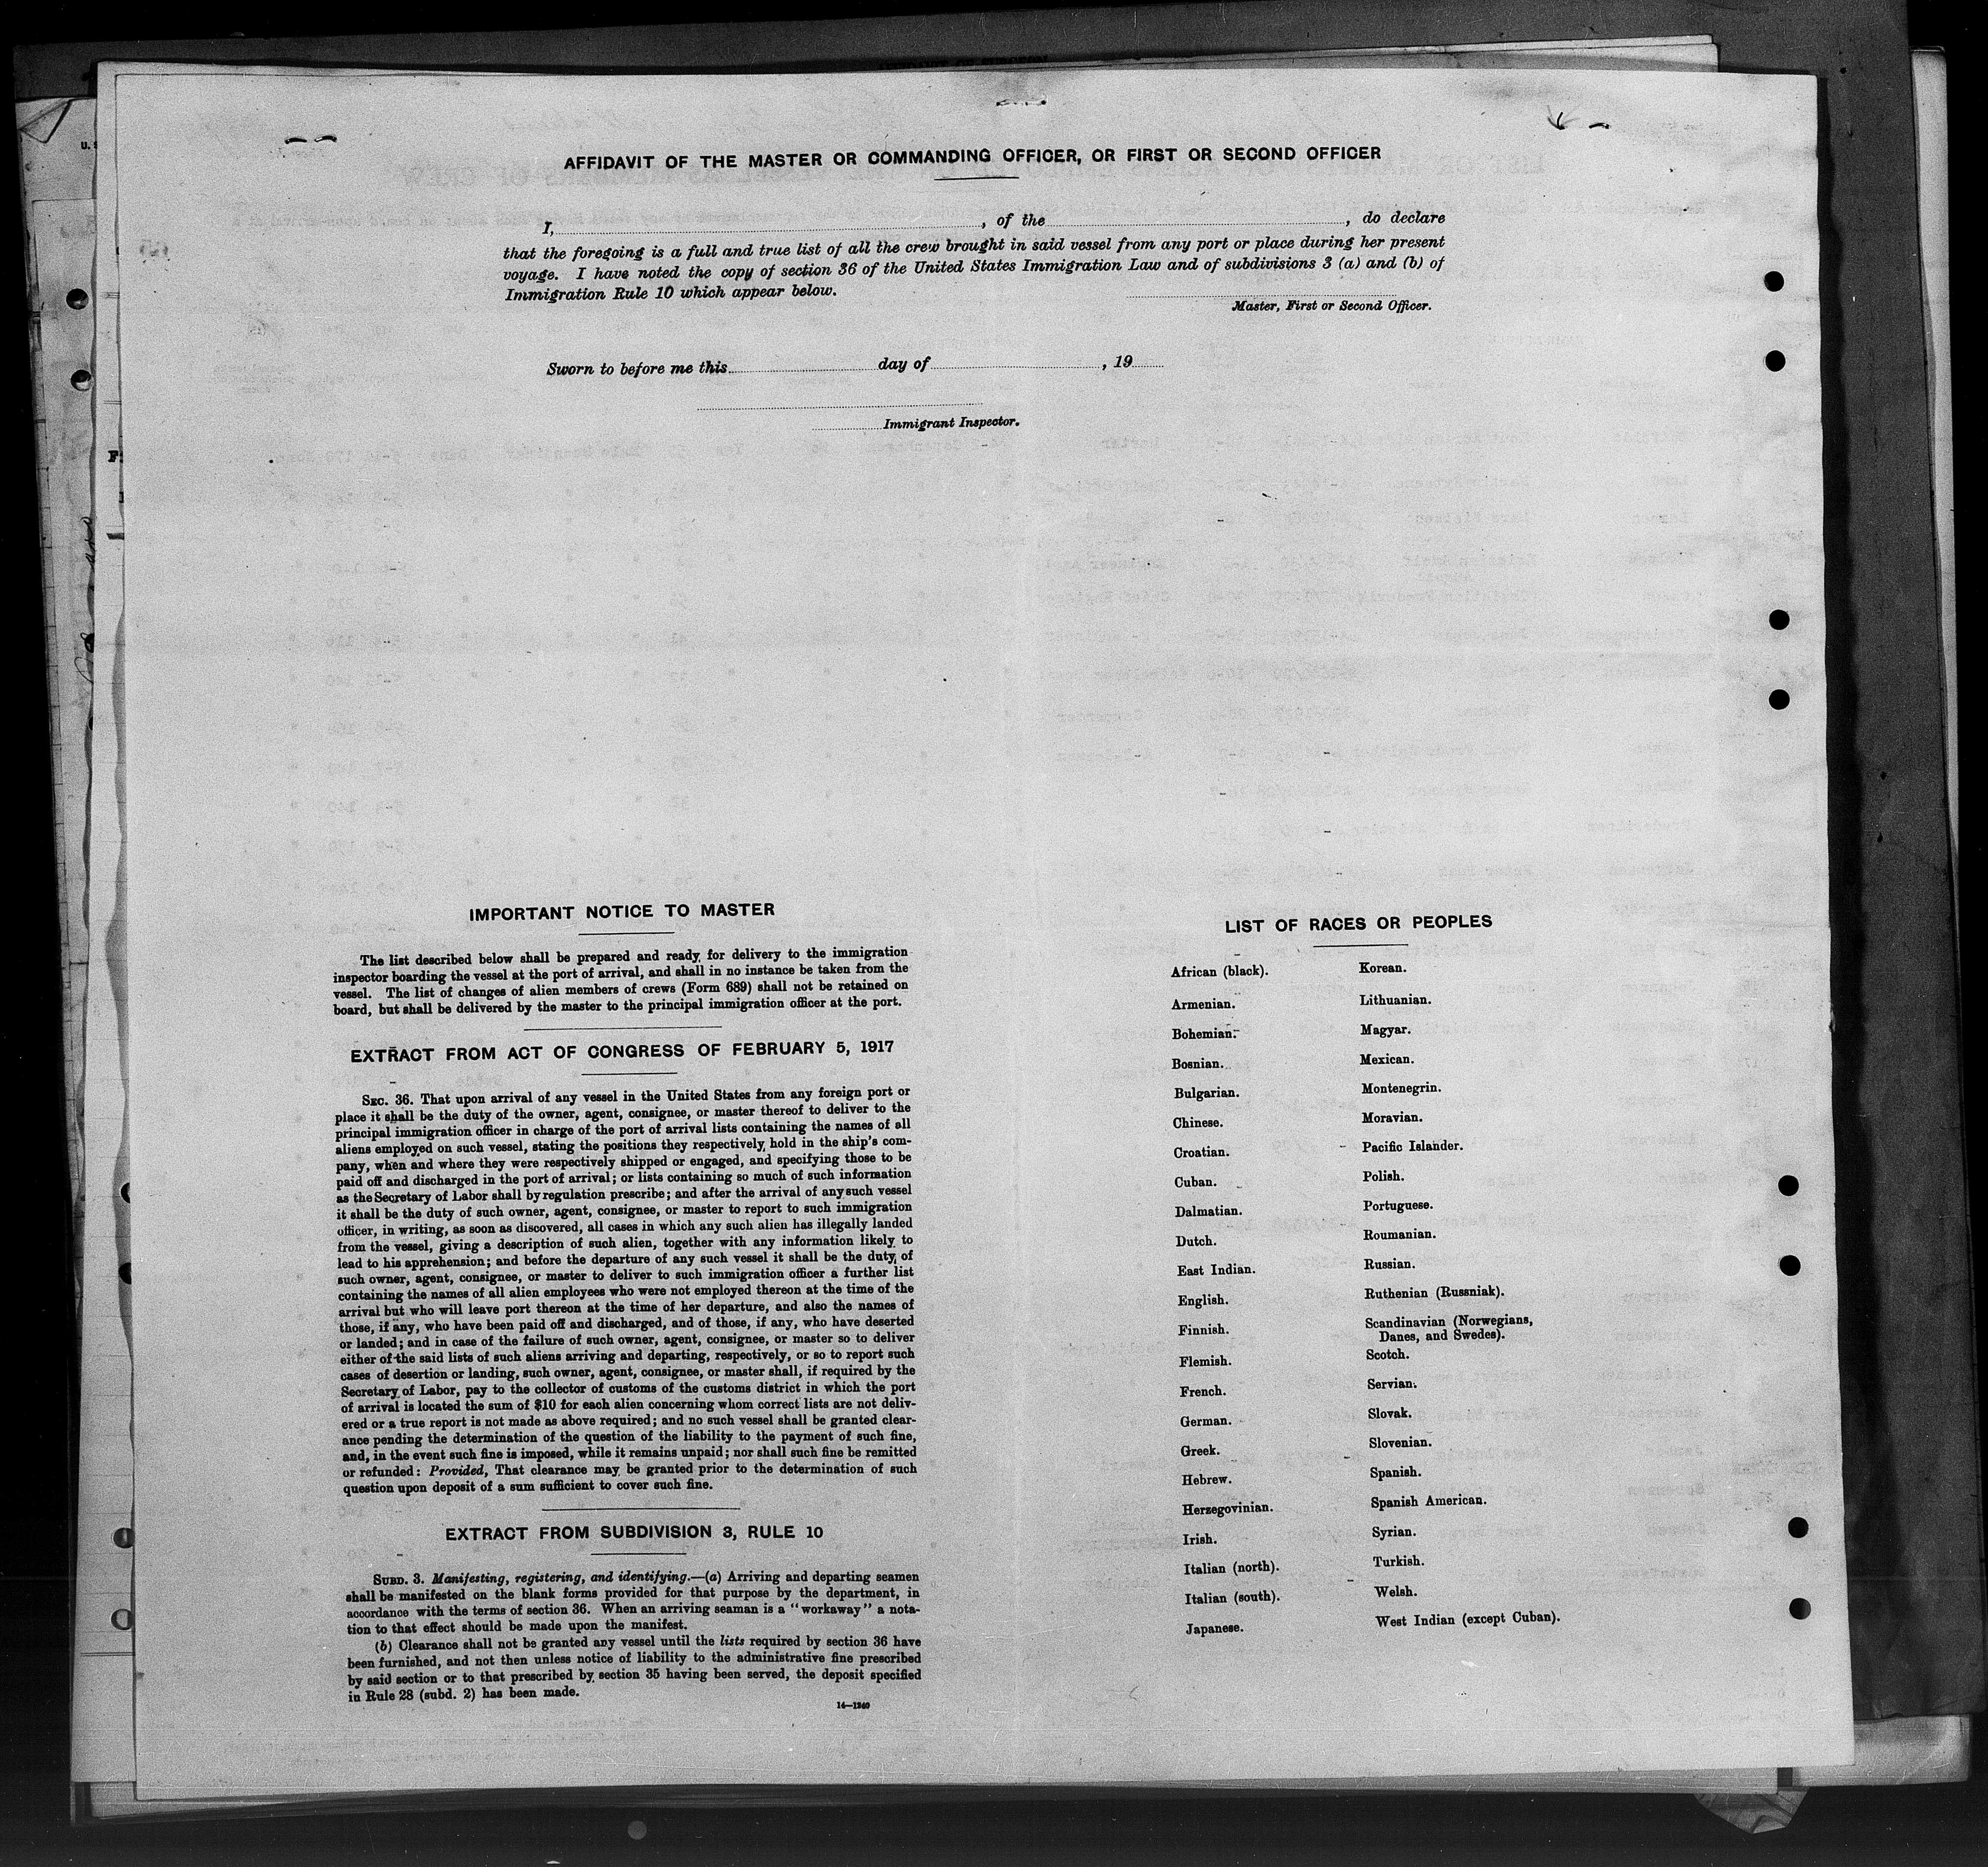 AFFIDAVIT OF THE MASTER OR COMMANDING OFFICER, OR FIRST OR SECOND OFFICER
I, , of the , do declare
that the foregoing is a full and true list of all the crew brought in said vessel from any port or place during her present
voyage. I have noted the copy of section 36 of the United States Immigration Law and of subdivisions 3 (a) and (b) of
Immigration Rule 10 which appear below.
Master, First or Second Officer.
Sworn to before me this day of , 19
Immigrant Inspector.
IMPORTANT NOTICE TO MASTER
The list described below shall be prepared and ready for delivery to the immigration
inspector boarding the vessel at the port of arrival, and shall in no instance be taken from the
vessel. The list of changes of alien members of crews (Form 689) shall not be retained on
board, but shall be delivered by the master to the principal immigration officer at the port.
EXTRACT FROM ACT OF CONGRESS OF FEBRUARY 5, 1917
SEC. 36. That upon arrival of any vessel in the United States from any foreign port or
place it shall be the duty of the owner, agent, consignee, or master thereof to deliver to the
principal immigration officer in charge of the port of arrival lists containing the names of all
aliens employed on such vessel, stating the positions they respectively hold in the ship's com-
pany, when and where they were respectively shipped or engaged, and specifying those to be
paid off and discharged in the port of arrival; or lists containing so much of such information
as the Secretary of Labor shall by regulation prescribe; and after the arrival of any such vessel
it shall be the duty of such owner, agent, consignee, or master to report to such immigration
officer, in writing, as soon as discovered, all cases in which any such alien has illegally landed
from the vessel, giving a description of such alien, together with any information likely to
lead to his apprehension; and before the departure of any such vessel it shall be the duty of
such owner, agent, consignee, or master to deliver to such immigration officer a further list
containing the names of all alien employees who were not employed thereon at the time of the
arrival but who will leave port thereon at the time of her departure, and also the names of
those, if any, who have been paid off and discharged, and of those, if any, who have deserted
or landed; and in case of the failure of such owner, agent, consignee, or master so to deliver
either of the said lists of such aliens arriving and departing, respectively, or so to report such
cases of desertion or landing, such owner, agent, consignee, or master shall, if required by the
Secretary of Labor, pay to the collector of customs of the customs district in which the port
of arrival is located the sum of $10 for each alien concerning whom correct lists are not deliv-
ered or a true report is not made as above required; and no such vessel shall be granted clear-
ance pending the determination of the question of the liability to the payment of such fine,
and, in the event such fine is imposed, while it remains unpaid; nor shall such fine be remitted
or refunded: Provided, That clearance may be granted prior to the determination of such
question upon deposit of a sum sufficient to cover such fine.
EXTRACT FROM SUBDIVISION 3, RULE 10
SUBD. 3. Manifesting, registering, and identifying.—(a) Arriving and departing seamen
shall be manifested on the blank forms provided for that purpose by the department, in
accordance with the terms of section 36. When an arriving seaman is a "workaway" a nota-
tion to that effect should be made upon the manifest.
(b) Clearance shall not be granted any vessel until the lists required by section 36 have
been furnished, and not then unless notice of liability to the administrative fine prescribed
by said section or to that prescribed by section 35 having been served, the deposit specified
in Rule 28 (subd. 2) has been made.
14—1240
LIST OF RACES OR PEOPLES
African (black).
Armenian.
Bohemian.
Bosnian.
Bulgarian.
Chinese.
Croatian.
Cuban.
Dalmatian.
Dutch.
East Indian.
English.
Finnish.
Flemish.
French.
German.
Greek.
Hebrew.
Herzegovinian.
Irish.
Italian (north).
Italian (south).
Japanese.
Korean.
Lithuanian.
Magyar.
Mexican.
Montenegrin.
Moravian.
Pacific Islander.
Polish.
Portuguese.
Roumanian.
Russian.
Ruthenian (Russniak).
Scandinavian (Norwegians,
Danes, and Swedes).
Scotch.
Servian.
Slovak.
Slovenian.
Spanish.
Spanish American.
Syrian.
Turkish.
Welsh.
West Indian (except Cuban).